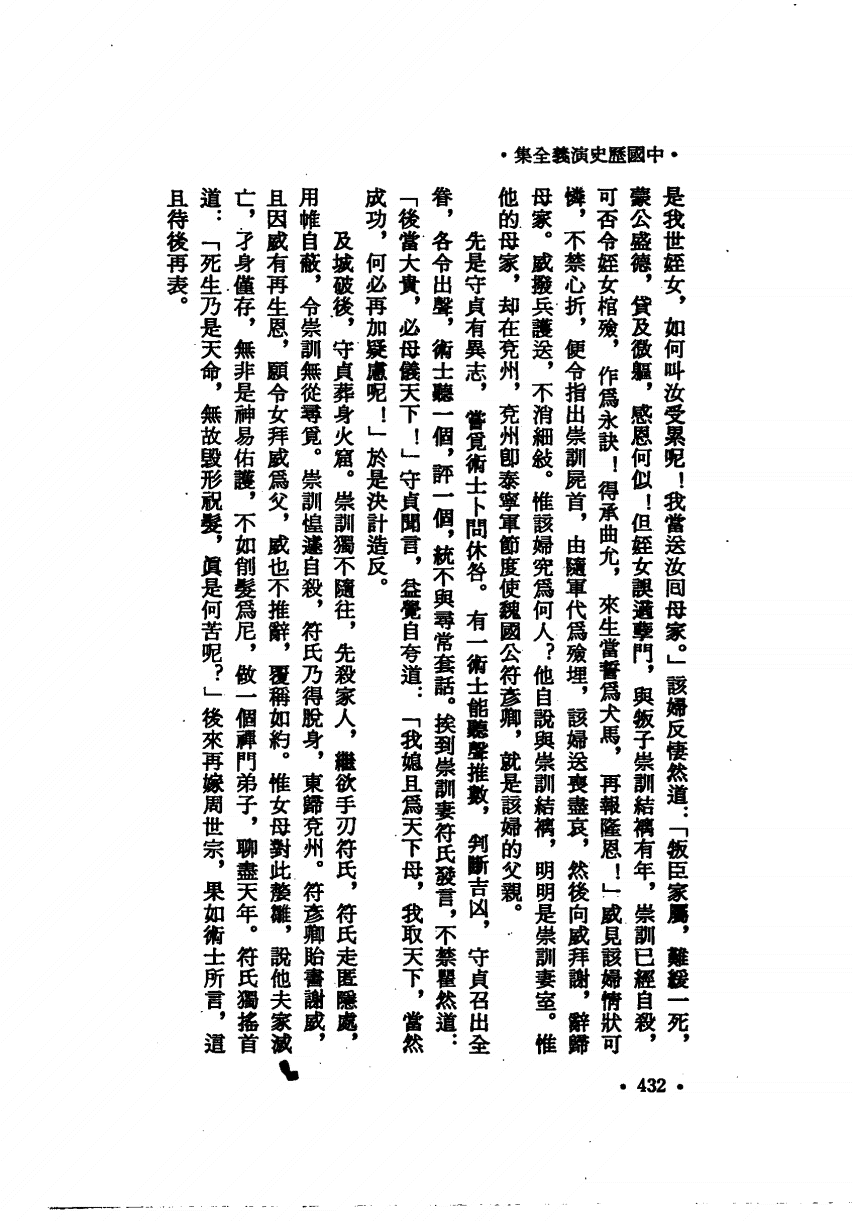 •中國歷史演義全集•
是我世姪女，如何叫汝受累呢！我當送汝囘母家。」該婦反悽然道：「叛臣家屬，難緩一死，
蒙公盛德，貸及微軀，感恩何似！但姪女誤適孽門，與叛子崇訓結褵有年，崇訓已經自殺，
可否令姪女棺殮，作爲永訣！得承曲允，來生當誓爲犬馬，再報隆恩！」威見該婦情狀可
憐，不禁心折，便令指出崇訓屍首，由隨軍代爲殮埋，該婦送喪盡哀，然後向威拜謝，辭歸
母家。威撥兵護送，不消細敍。惟該婦究爲何人？他自說與崇訓結褵，明明是崇訓妻室。惟
他的母家，却在兗州，兗州卽泰寧軍節度使魏國公符彥卿，就是該婦的父親。
先是守貞有異志，嘗覓術士卜問休咎。有一術士能聽聲推數，判斷吉凶，守貞召出全
眷，各令出聲，術士聽一個，評一個，統不與尋常套話。挨到崇訓妻符氏發言，不禁瞿然道：
「後當大貴，必母儀天下！」守貞聞言，益覺自夸道：「我媳且爲天下母，我取天下，當然
成功，何必再加疑慮呢！」於是決計造反。
及城破後，守貞葬身火窟。崇訓獨不隨往，先殺家人，繼欲手刃符氏，符氏走匿隱處，
用帷自蔽，令崇訓無從尋覓。崇訓惶遽自殺，符氏乃得脫身，東歸兗州。符彥卿貽書謝威，
且因威有再生恩，願令女拜威爲父，威也不推辭，覆稱如約。惟女母對此嫠雛，說他夫家滅
亡，孑身僅存，無非是神易佑護，不如削髮爲尼，做一個禪門弟子，聊盡天年。符氏獨搖首
道：「死生乃是天命，無故毀形祝髮，眞是何苦呢？」後來再嫁周世宗，果如術士所言，這
且待後再表。
•432•